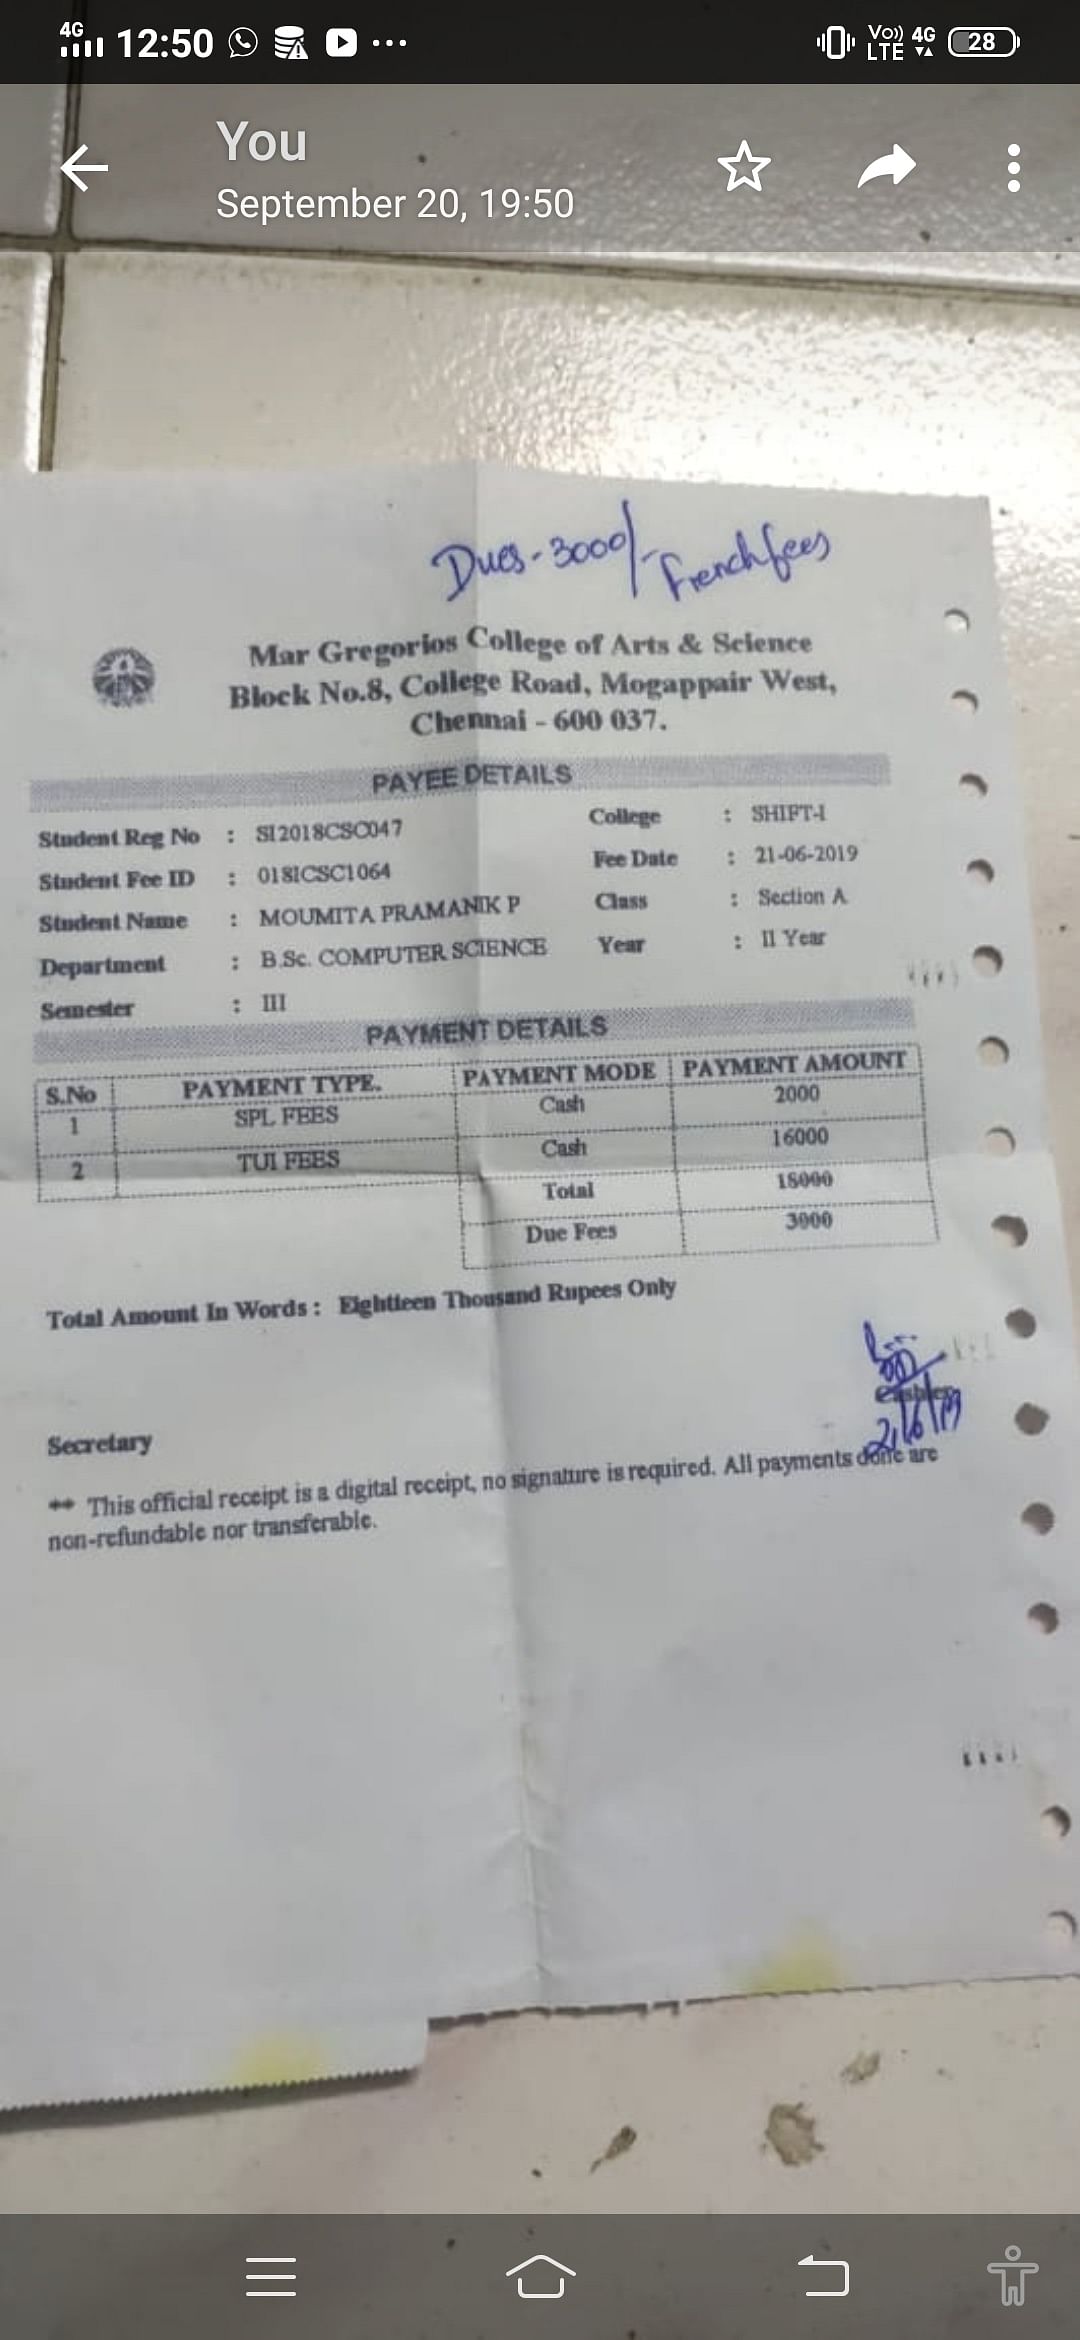 4G 12:50 Vo)) LTE 4G 28
You
September 20, 19:50
Dues - 3000/- French fees
Mar Gregorios College of Arts & Science
Block No.8, College Road, Mogappair West,
Chennai - 600 037.
PAYEE DETAILS
Student Reg No : SI2018CSC047 College : SHIFT-I
Student Fee ID : 018ICSC1064 Fee Date : 21-06-2019
Student Name : MOUMITA PRAMANIK P Class : Section A
Department : B.Sc. COMPUTER SCIENCE Year : II Year
Semester : III
PAYMENT DETAILS
S.No PAYMENT TYPE. PAYMENT MODE PAYMENT AMOUNT
1 SPL FEES Cash 2000
2 TUI FEES Cash 16000
Total 18000
Due Fees 3000
Total Amount In Words : Eightteen Thousand Rupees Only
Cashier
Secretary
** This official receipt is a digital receipt, no signature is required. All payments done are
non-refundable nor transferable.